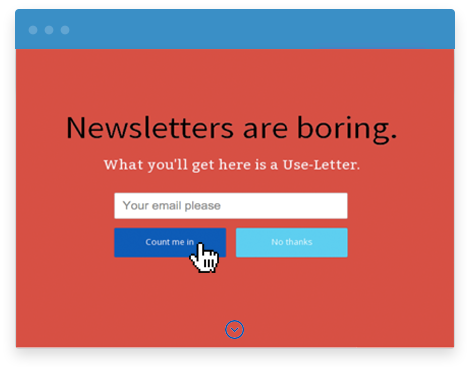 Newsletters are boring.
What you'll get here is a Use-Letter.
Your email please
Count me in
No thanks